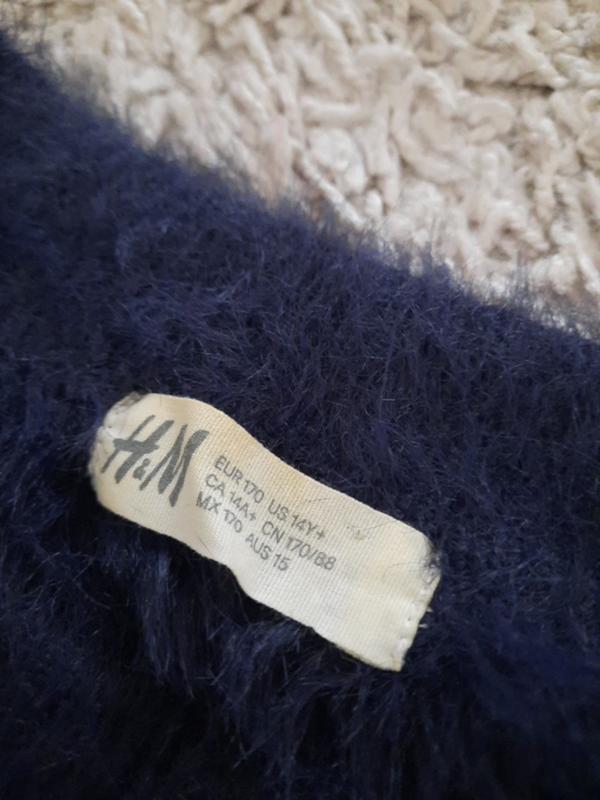 H&M
EUR 170 US 14Y+
CA 14A+ CN 170/88
MX 170 AUS 15